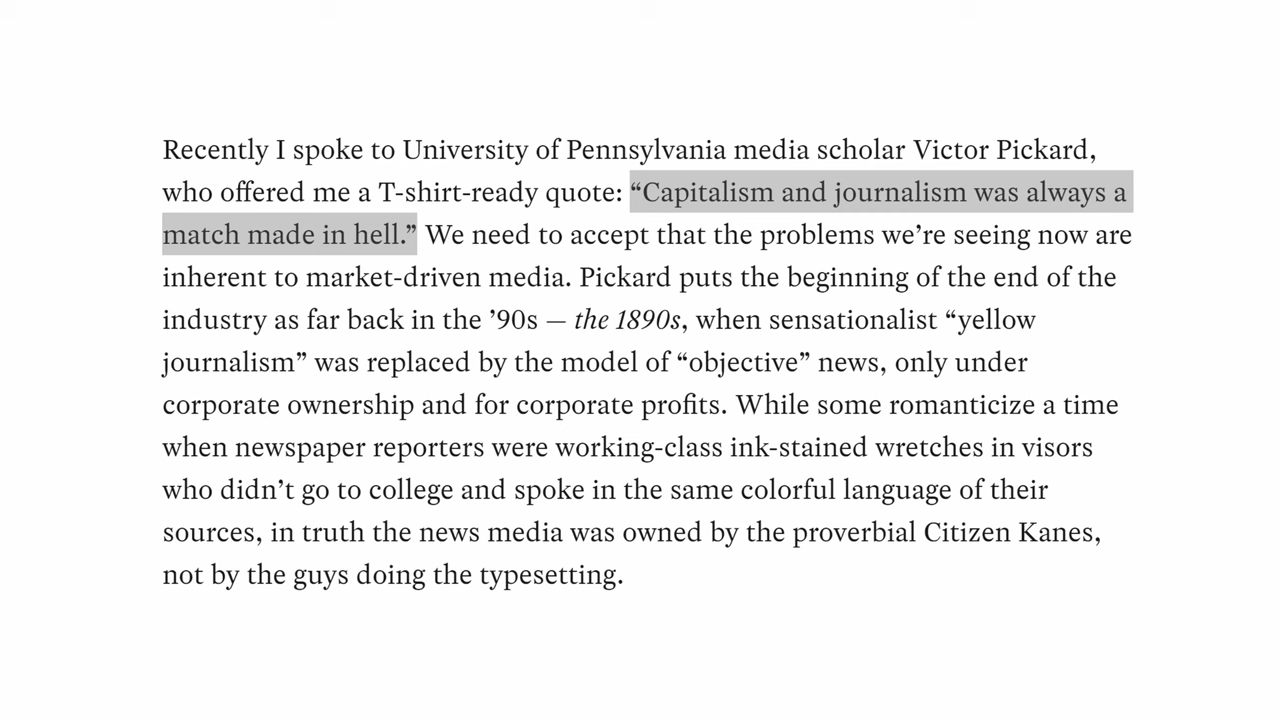 Recently I spoke to University of Pennsylvania media scholar Victor Pickard,
who offered me a T-shirt-ready quote: “Capitalism and journalism was always a
match made in hell.” We need to accept that the problems we’re seeing now are
inherent to market-driven media. Pickard puts the beginning of the end of the
industry as far back in the ’90s — the 1890s, when sensationalist “yellow
journalism” was replaced by the model of “objective” news, only under
corporate ownership and for corporate profits. While some romanticize a time
when newspaper reporters were working-class ink-stained wretches in visors
who didn’t go to college and spoke in the same colorful language of their
sources, in truth the news media was owned by the proverbial Citizen Kanes,
not by the guys doing the typesetting.